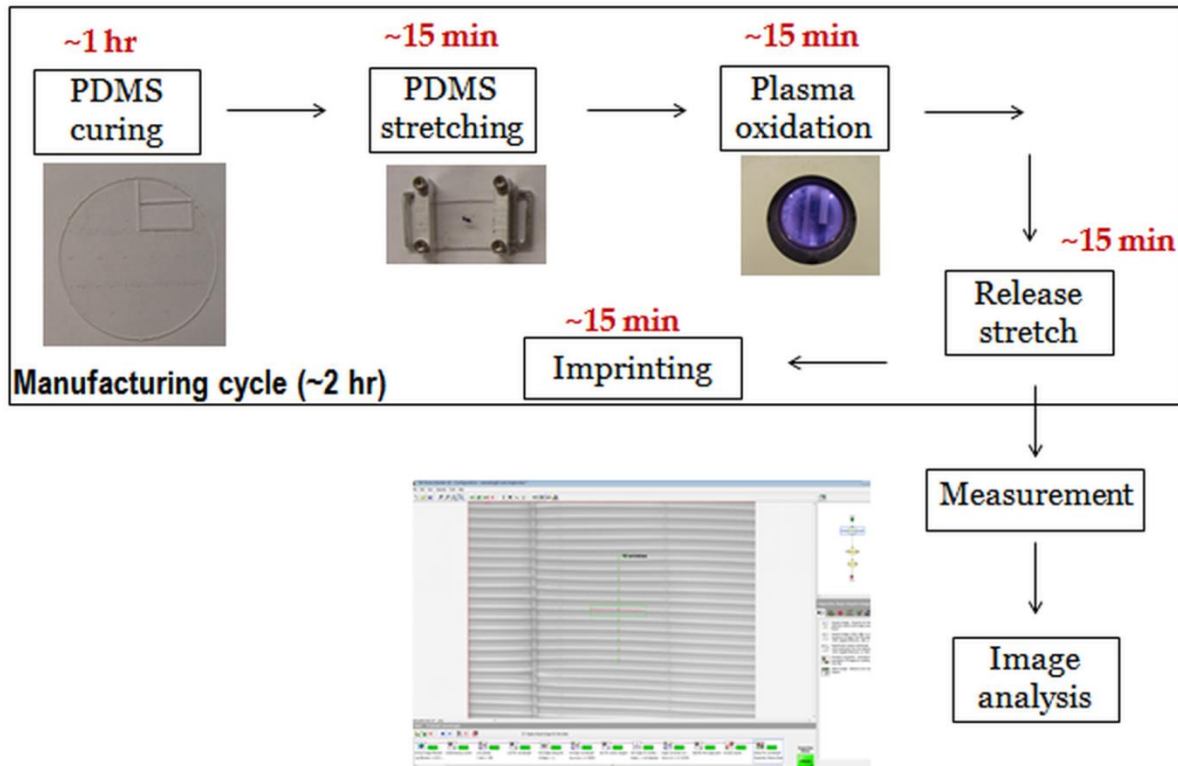 ~1 hr
PDMS
curing
~15 min
PDMS
stretching
~15 min
Plasma
oxidation
~15 min
Release
stretch
~15 min
Imprinting
Manufacturing cycle (~2 hr)
Measurement
Image
analysis